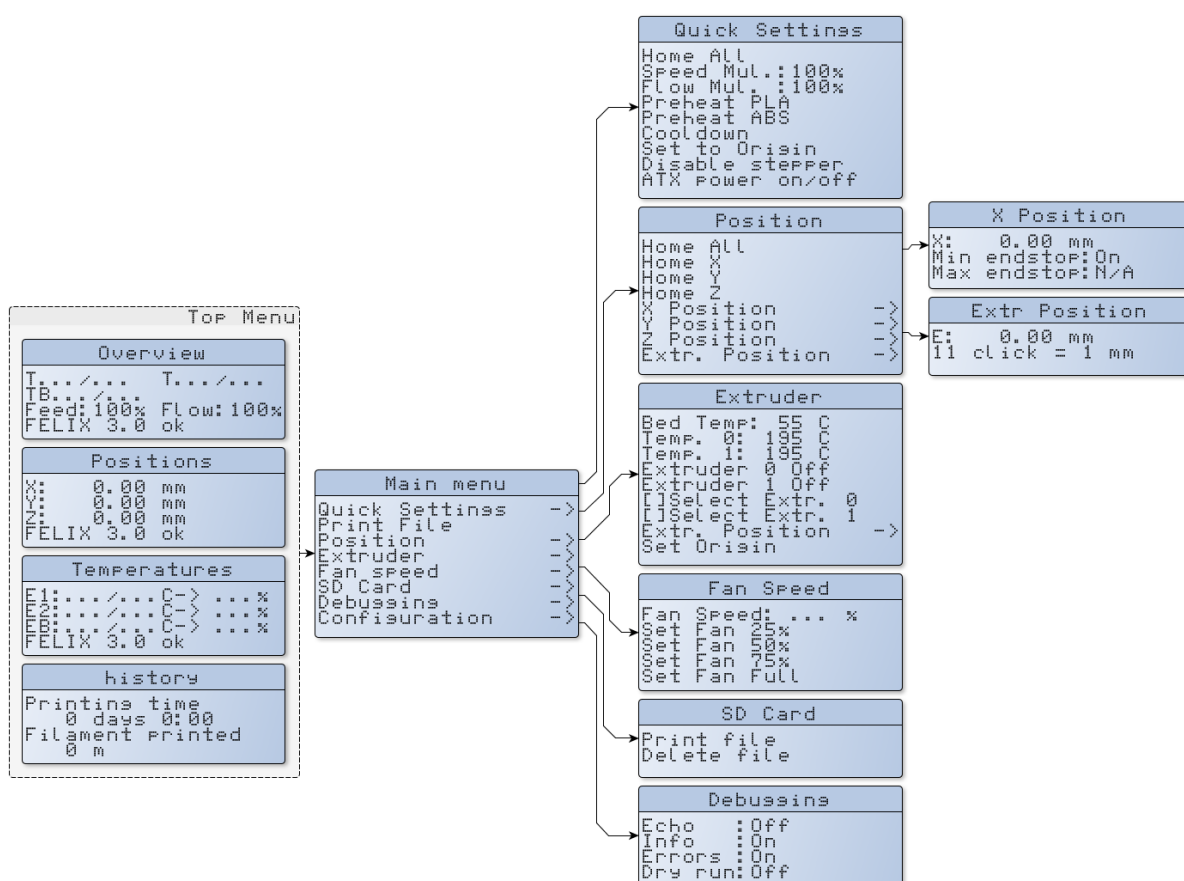 Top Menu
Overview
T.../... T.../...
TB.../...
Feed:100% Flow:100%
FELIX 3.0 ok
Positions
X: 0.00 mm
Y: 0.00 mm
Z: 0.00 mm
FELIX 3.0 ok
Temperatures
E1:.../...C-> ...%
E2:.../...C-> ...%
EB:.../...C-> ...%
FELIX 3.0 ok
history
Printing time
0 days 0:00
Filament printed
0 m
Main menu
Quick Settings ->
Print File
Position ->
Extruder ->
Fan speed ->
SD Card ->
Debugging ->
Configuration ->
Quick Settings
Home All
Speed Mul.:100%
Flow Mul. :100%
Preheat PLA
Preheat ABS
Cooldown
Set to Origin
Disable stepper
ATX power on/off
Position
Home All
Home X
Home Y
Home Z
X Position ->
Y Position ->
Z Position ->
Extr. Position ->
X Position
X: 0.00 mm
Min endstop:On
Max endstop:N/A
Extr Position
E: 0.00 mm
11 click = 1 mm
Extruder
Bed Temp: 55 C
Temp. 0: 195 C
Temp. 1: 195 C
Extruder 0 Off
Extruder 1 Off
[]Select Extr. 0
[]Select Extr. 1
Extr. Position ->
Set Origin
Fan Speed
Fan Speed: ... %
Set Fan 25%
Set Fan 50%
Set Fan 75%
Set Fan Full
SD Card
Print file
Delete file
Debugging
Echo :Off
Info :On
Errors :On
Dry run:Off